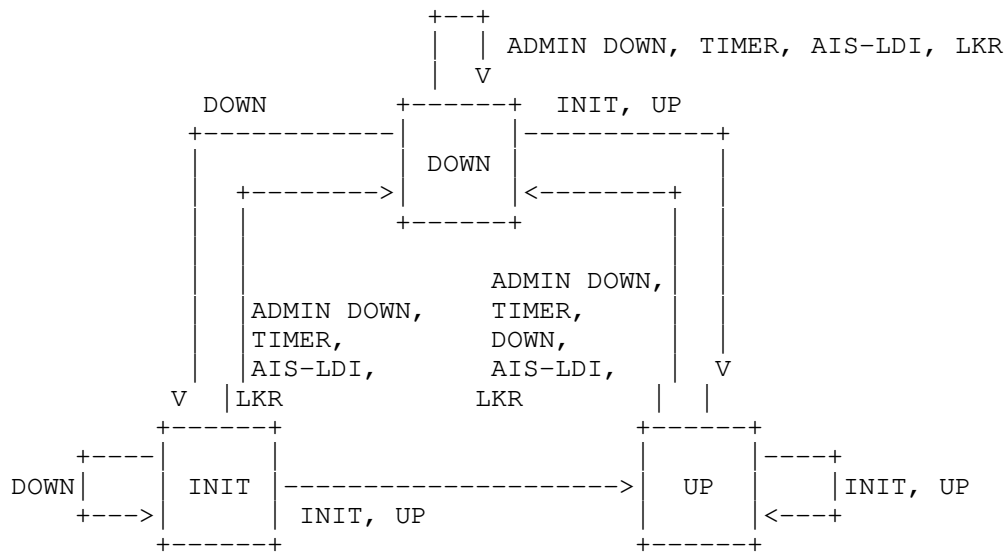 ADMIN DOWN, TIMER, AIS-LDI, LKR
DOWN INIT, UP
DOWN
ADMIN DOWN,
ADMIN DOWN, TIMER,
TIMER, DOWN,
AIS-LDI, AIS-LDI,
LKR LKR
DOWN INIT UP INIT, UP
INIT, UP